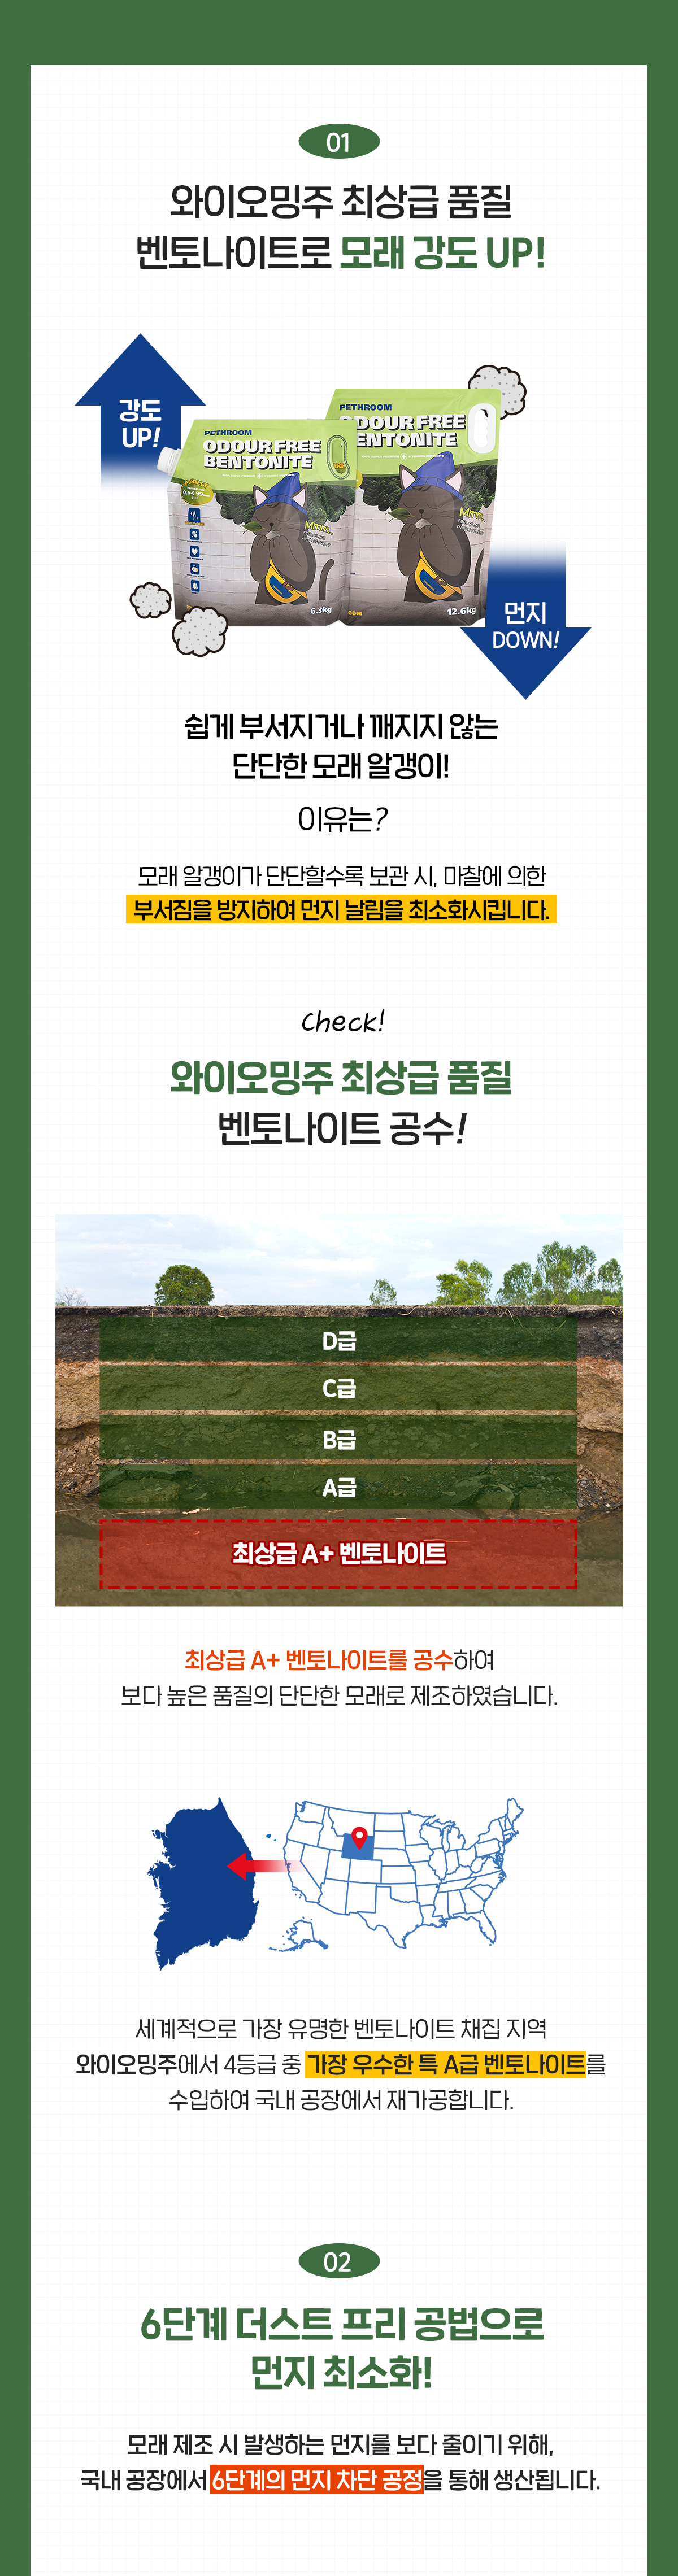 01
와이오밍주 최상급 품질
벤토나이트로 모래 강도 UP!
강도
UP!
PETHROOM
ODOUR FREE
BENTONITE
FOREST
0.6-0.99mm
Mmm...
6.3kg
PETHROOM
ODOUR FREE
BENTONITE
Mmm...
12.6kg
먼지
DOWN!
쉽게 부서지거나 깨지지 않는
단단한 모래 알갱이!
이유는?
모래 알갱이가 단단할수록 보관 시, 마찰에 의한
부서짐을 방지하여 먼지 날림을 최소화시킵니다.
Check!
와이오밍주 최상급 품질
벤토나이트 공수!
D급
C급
B급
A급
최상급 A+ 벤토나이트
최상급 A+ 벤토나이트를 공수하여
보다 높은 품질의 단단한 모래로 제조하였습니다.
세계적으로 가장 유명한 벤토나이트 채집 지역
와이오밍주에서 4등급 중 가장 우수한 특 A급 벤토나이트를
수입하여 국내 공장에서 재가공합니다.
02
6단계 더스트 프리 공법으로
먼지 최소화!
모래 제조 시 발생하는 먼지를 보다 줄이기 위해,
국내 공장에서 6단계의 먼지 차단 공정을 통해 생산됩니다.